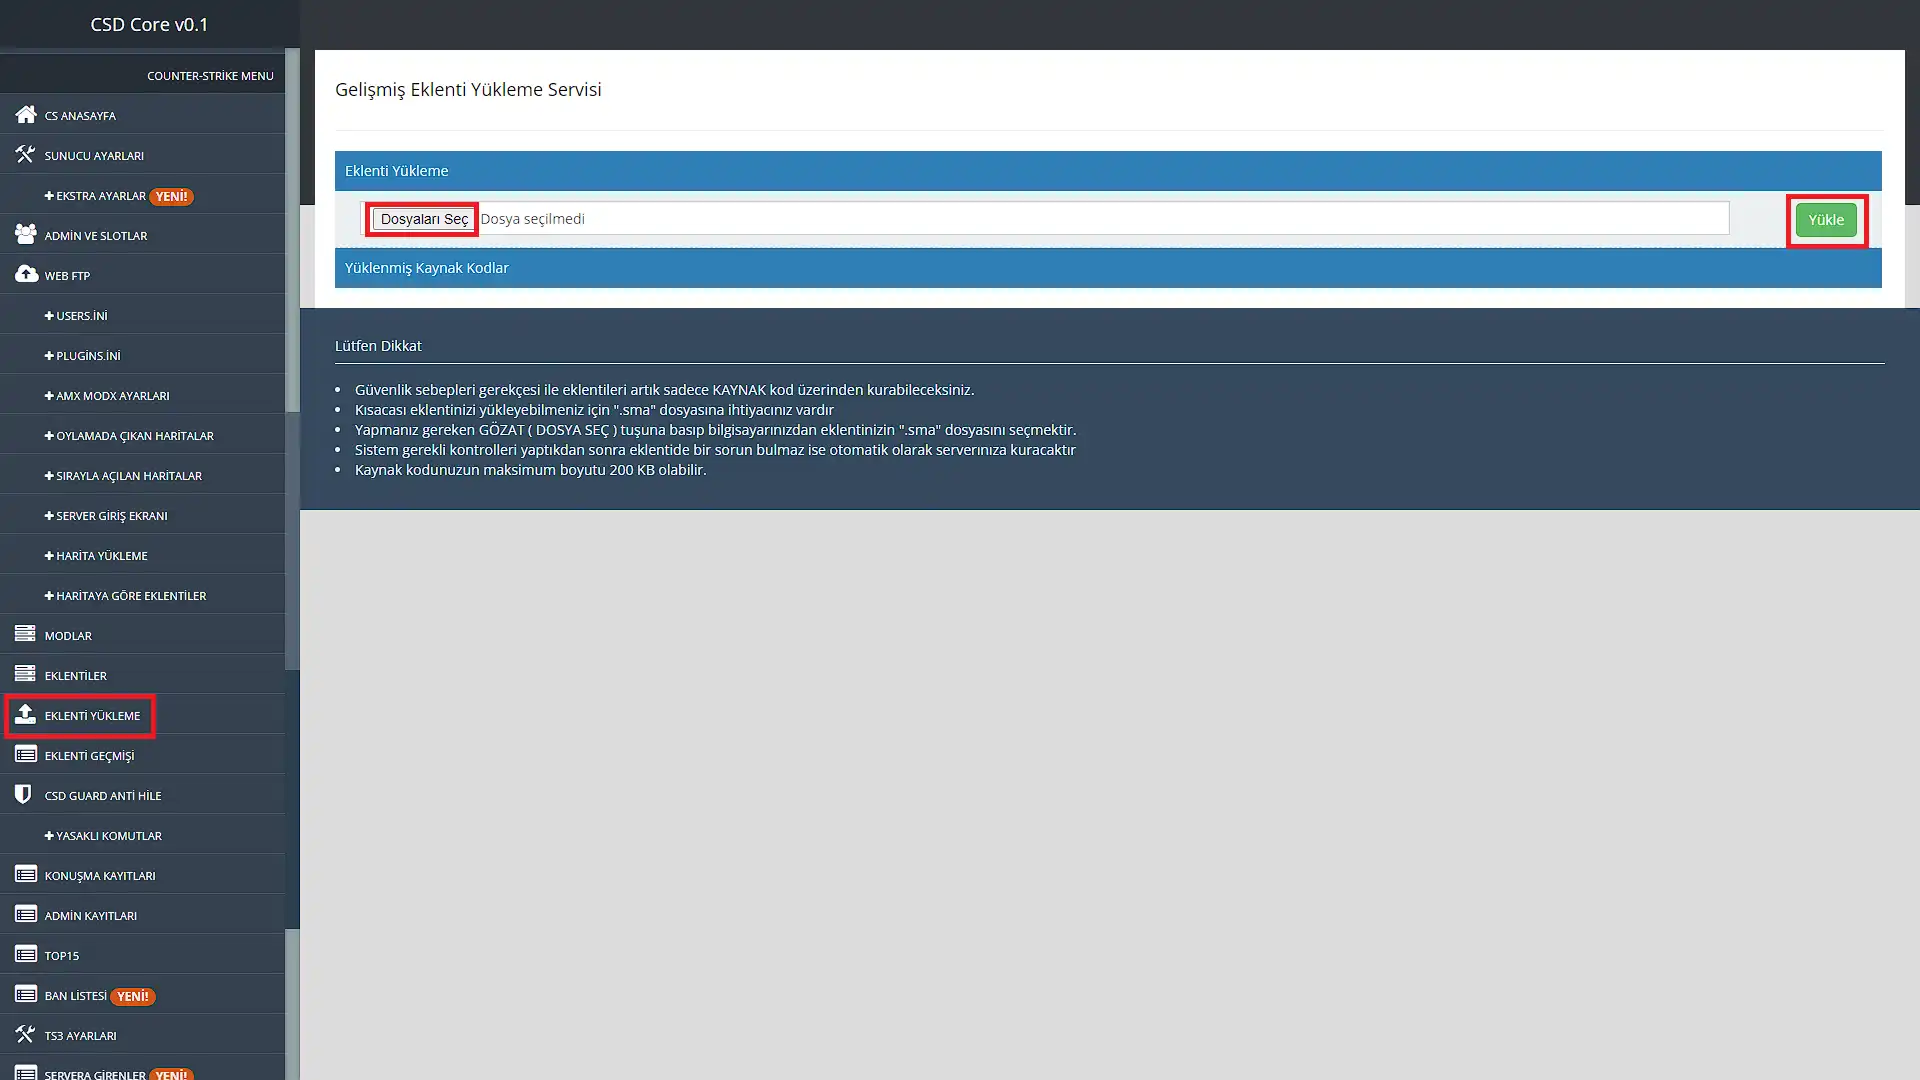 CSD Core v0.1
COUNTER-STRİKE MENU
CS ANASAYFA
SUNUCU AYARLARI
EKSTRA AYARLAR YENİ!
ADMIN VE SLOTLAR
WEB FTP
USERS.İNİ
PLUGİNS.İNİ
AMX MODX AYARLARI
OYLAMADA ÇIKAN HARİTALAR
SIRAYLA AÇILAN HARİTALAR
SERVER GİRİŞ EKRANI
HARİTA YÜKLEME
HARİTAYA GÖRE EKLENTİLER
MODLAR
EKLENTİLER
EKLENTİ YÜKLEME
EKLENTİ GEÇMİŞİ
CSD GUARD ANTİ HİLE
YASAKLI KOMUTLAR
KONUŞMA KAYITLARI
ADMİN KAYITLARI
TOP15
BAN LİSTESİ YENİ!
TS3 AYARLARI
SERVERA GİRENLER YENİ!
Gelişmiş Eklenti Yükleme Servisi
Eklenti Yükleme
Dosyaları Seç Dosya seçilmedi
Yükle
Yüklenmiş Kaynak Kodlar
Lütfen Dikkat
Güvenlik sebepleri gerekçesi ile eklentileri artık sadece KAYNAK kod üzerinden kurabileceksiniz.
Kısacası eklentinizi yükleyebilmeniz için ".sma" dosyasına ihtiyacınız vardır
Yapmanız gereken GÖZAT ( DOSYA SEÇ ) tuşuna basıp bilgisayarınızdan eklentinizin ".sma" dosyasını seçmektir.
Sistem gerekli kontrolleri yaptıkdan sonra eklentide bir sorun bulmaz ise otomatik olarak serverınıza kuracaktır
Kaynak kodunuzun maksimum boyutu 200 KB olabilir.